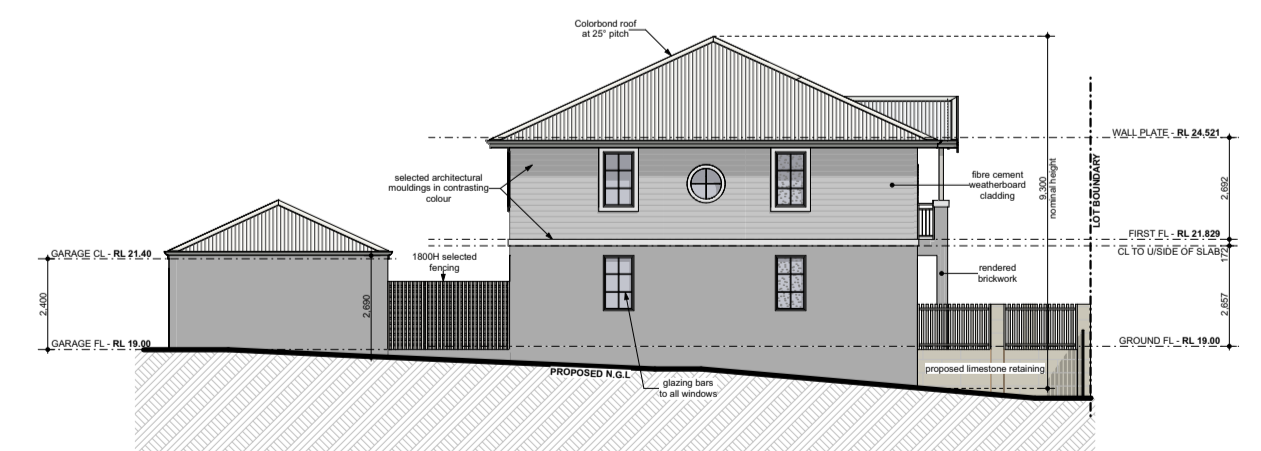 Colorbond roof
at 25° pitch
WALL PLATE - RL 24.521
selected architectural
mouldings in contrasting
colour
fibre cement
weatherboard
cladding
9,300
nominal height
LOT BOUNDARY
2,692
FIRST FL - RL 21.829
CL TO U/SIDE OF SLAB
172
GARAGE CL - RL 21.40
1800H selected
fencing
rendered
brickwork
2,400
2,690
2,657
GARAGE FL - RL 19.00
GROUND FL - RL 19.00
PROPOSED N.G.L
proposed limestone retaining
glazing bars
to all windows